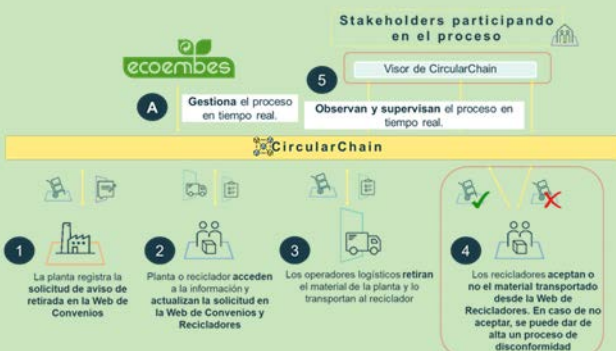 Stakeholders participando
en el proceso
ecoembes
5
Visor de CircularChain
A
Gestiona el proceso
en tiempo real.
Observan y supervisan el proceso en
tiempo real.
CircularChain
1
La planta registra la
solicitud de aviso de
retirada en la Web de
Convenios
2
Planta o reciclador acceden
a la información y
actualizan la solicitud en
la Web de Convenios y
Recicladores
3
Los operadores logísticos retiran
el material de la planta y lo
transportan al reciclador
4
Los recicladores aceptan o
no el material transportado
desde la Web de
Recicladores. En caso de no
aceptar, se puede dar de
alta un proceso de
disconformidad